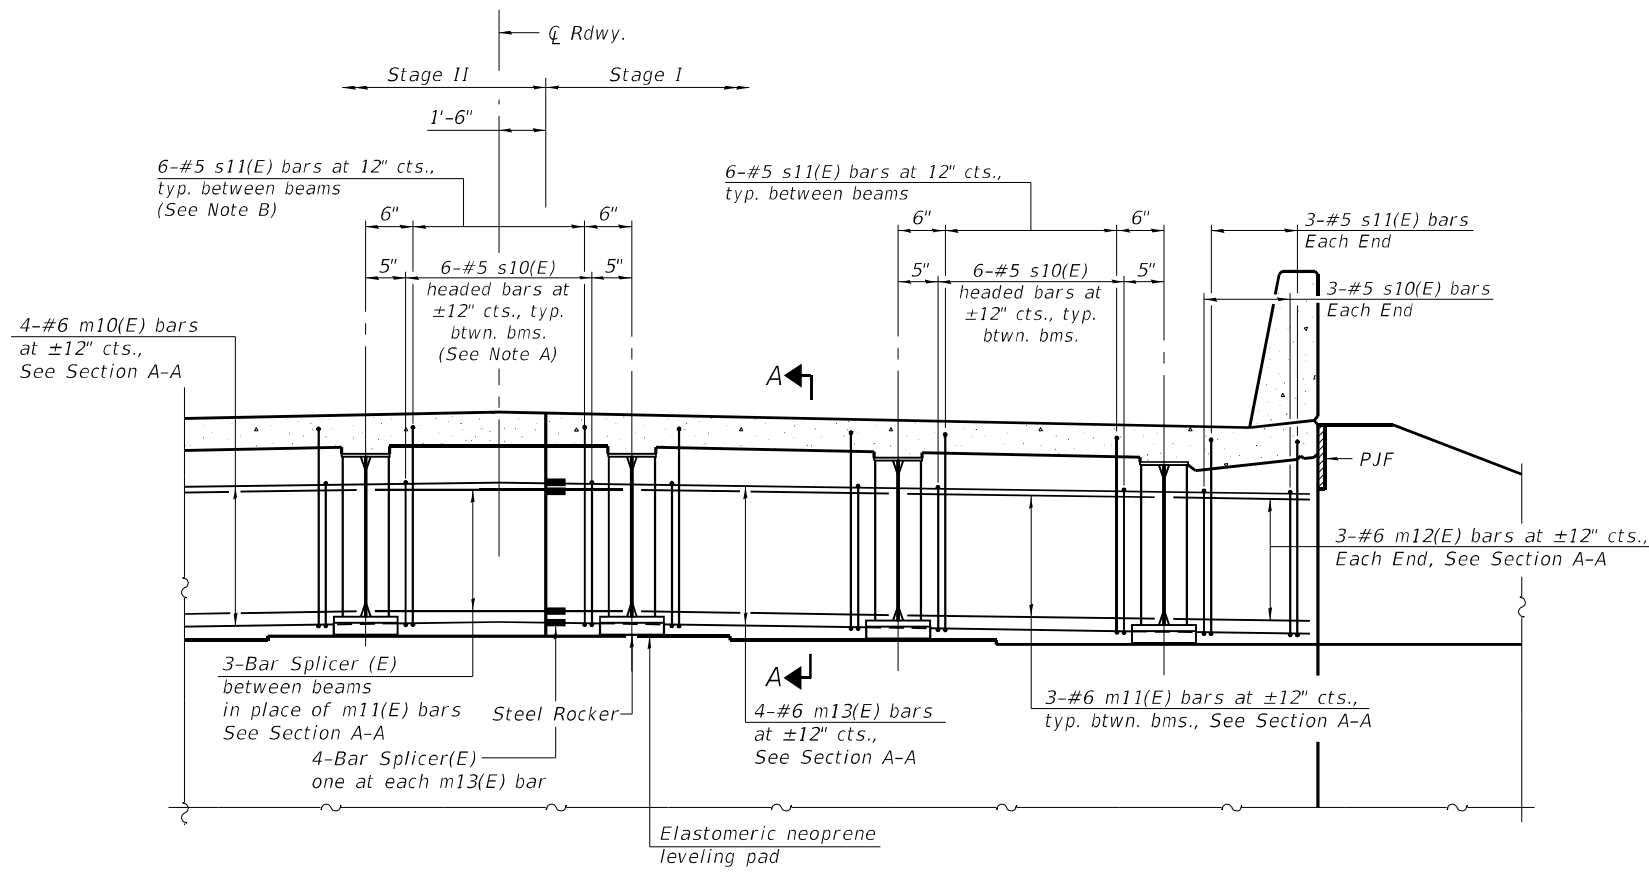 ℄ Rdwy.
Stage II
Stage I
1'-6"
6-#5 s11(E) bars at 12" cts.,
typ. between beams
(See Note B)
6-#5 s11(E) bars at 12" cts.,
typ. between beams
6"
6"
6"
6"
3-#5 s11(E) bars
Each End
5"
6-#5 s10(E)
headed bars at
±12" cts., typ.
btwn. bms.
(See Note A)
5"
5"
6-#5 s10(E)
headed bars at
±12" cts., typ.
btwn. bms.
5"
3-#5 s10(E) bars
Each End
4-#6 m10(E) bars
at ±12" cts.,
See Section A-A
A
PJF
3-#6 m12(E) bars at ±12" cts.,
Each End, See Section A-A
3-Bar Splicer (E)
between beams
in place of m11(E) bars
See Section A-A
Steel Rocker
A
4-#6 m13(E) bars
at ±12" cts.,
See Section A-A
3-#6 m11(E) bars at ±12" cts.,
typ. btwn. bms., See Section A-A
4-Bar Splicer(E)
one at each m13(E) bar
Elastomeric neoprene
leveling pad